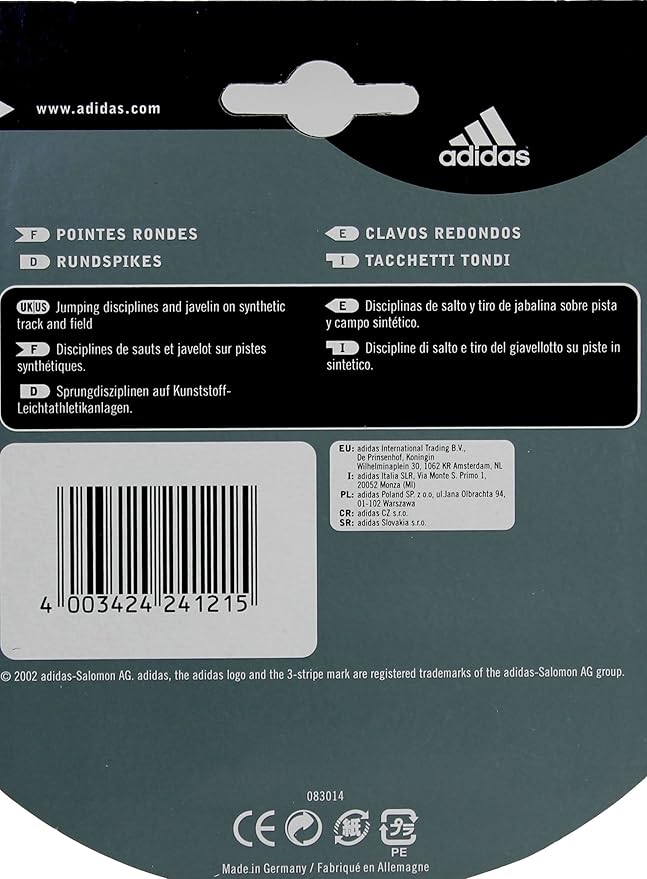 www.adidas.com
adidas
F POINTES RONDES
D RUNDSPIKES
E CLAVOS REDONDOS
I TACCHETTI TONDI
UK US Jumping disciplines and javelin on synthetic
track and field
F Disciplines de sauts et javelot sur pistes
synthétiques.
D Sprungdisziplinen auf Kunststoff-
Leichtathletikanlagen.
E Disciplinas de salto y tiro de jabalina sobre pista
y campo sintético.
I Discipline di salto e tiro del giavellotto su piste in
sintetico.
EU: adidas International Trading B.V.,
De Prinsenhof, Koningin
Wilhelminaplein 30, 1062 KR Amsterdam, NL
I: adidas Italia SLR, Via Monte S. Primo 1,
20052 Monza (MI)
PL: adidas Poland SP. z o.o, ul.Jana Olbrachta 94,
01-102 Warszawa
CR: adidas CZ s.r.o.
SR: adidas Slovakia s.r.o.
4 003424 241215
© 2002 adidas-Salomon AG. adidas, the adidas logo and the 3-stripe mark are registered trademarks of the adidas-Salomon AG group.
083014
CE 紙 プラ
PE
Made in Germany / Fabriqué en Allemagne